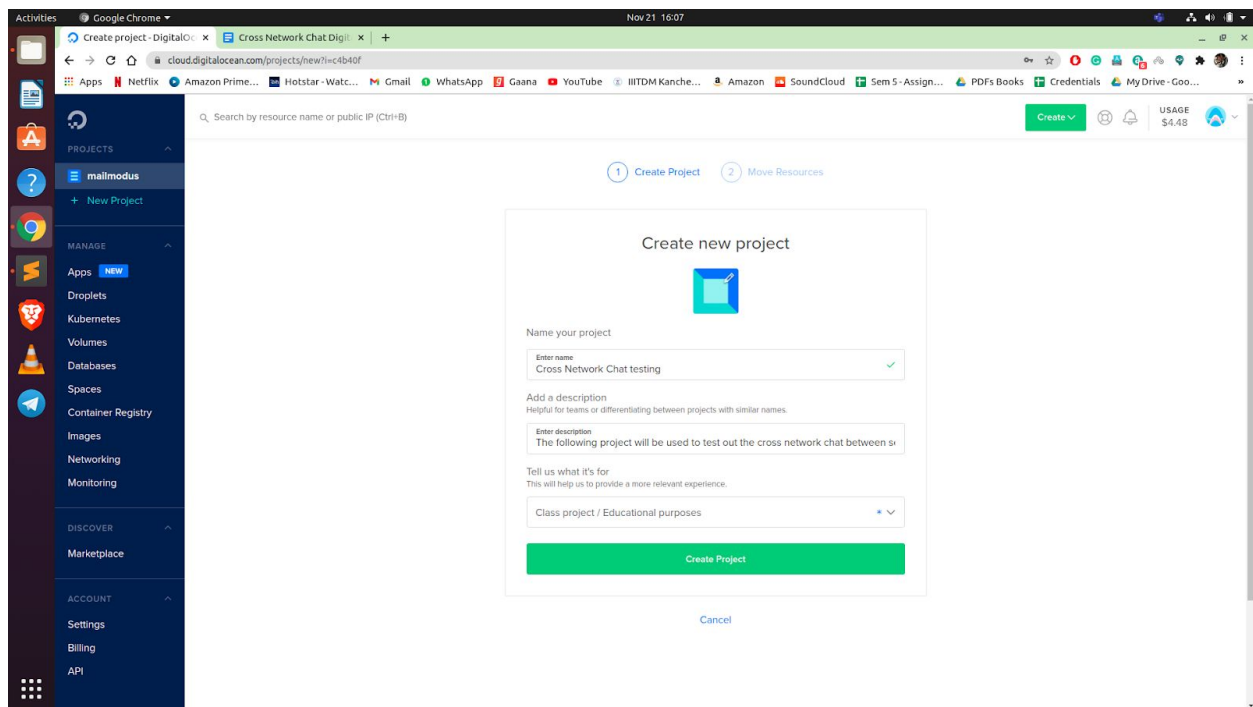 Activities
Google Chrome
Nov 21 16:07
Create project - DigitalOc
Cross Network Chat Digit
cloud.digitalocean.com/projects/new?i=c4b40f
Apps
Netflix
Amazon Prime...
Hotstar - Watc...
Gmail
WhatsApp
Gaana
YouTube
IIITDM Kanche...
Amazon
SoundCloud
Sem 5 - Assign...
PDFs Books
Credentials
My Drive - Goo...
»
Search by resource name or public IP (Ctrl+B)
Create
USAGE
$4.48
PROJECTS
mailmodus
+ New Project
MANAGE
Apps NEW
Droplets
Kubernetes
Volumes
Databases
Spaces
Container Registry
Images
Networking
Monitoring
DISCOVER
Marketplace
ACCOUNT
Settings
Billing
API
1 Create Project
2 Move Resources
Create new project
Name your project
Enter name
Cross Network Chat testing
Add a description
Helpful for teams or differentiating between projects with similar names.
Enter description
The following project will be used to test out the cross network chat between
Tell us what it's for
This will help us to provide a more relevant experience.
Class project / Educational purposes
Create Project
Cancel